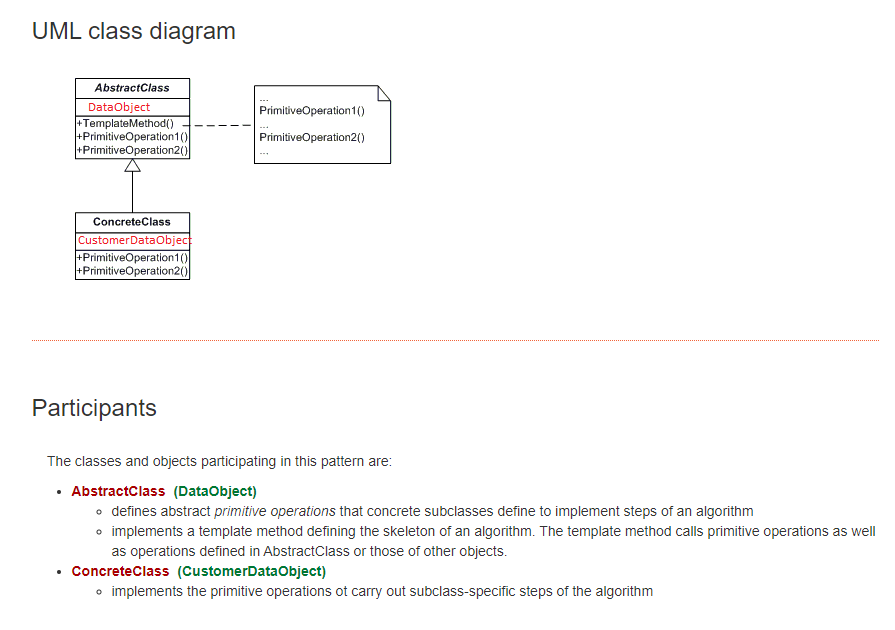 UML class diagram
AbstractClass
DataObject
+TemplateMethod()
+PrimitiveOperation1()
+PrimitiveOperation2()
...
PrimitiveOperation1()
...
PrimitiveOperation2()
...
ConcreteClass
CustomerDataObject
+PrimitiveOperation1()
+PrimitiveOperation2()
Participants
The classes and objects participating in this pattern are:
AbstractClass (DataObject)
defines abstract primitive operations that concrete subclasses define to implement steps of an algorithm
implements a template method defining the skeleton of an algorithm. The template method calls primitive operations as well
as operations defined in AbstractClass or those of other objects.
ConcreteClass (CustomerDataObject)
implements the primitive operations ot carry out subclass-specific steps of the algorithm